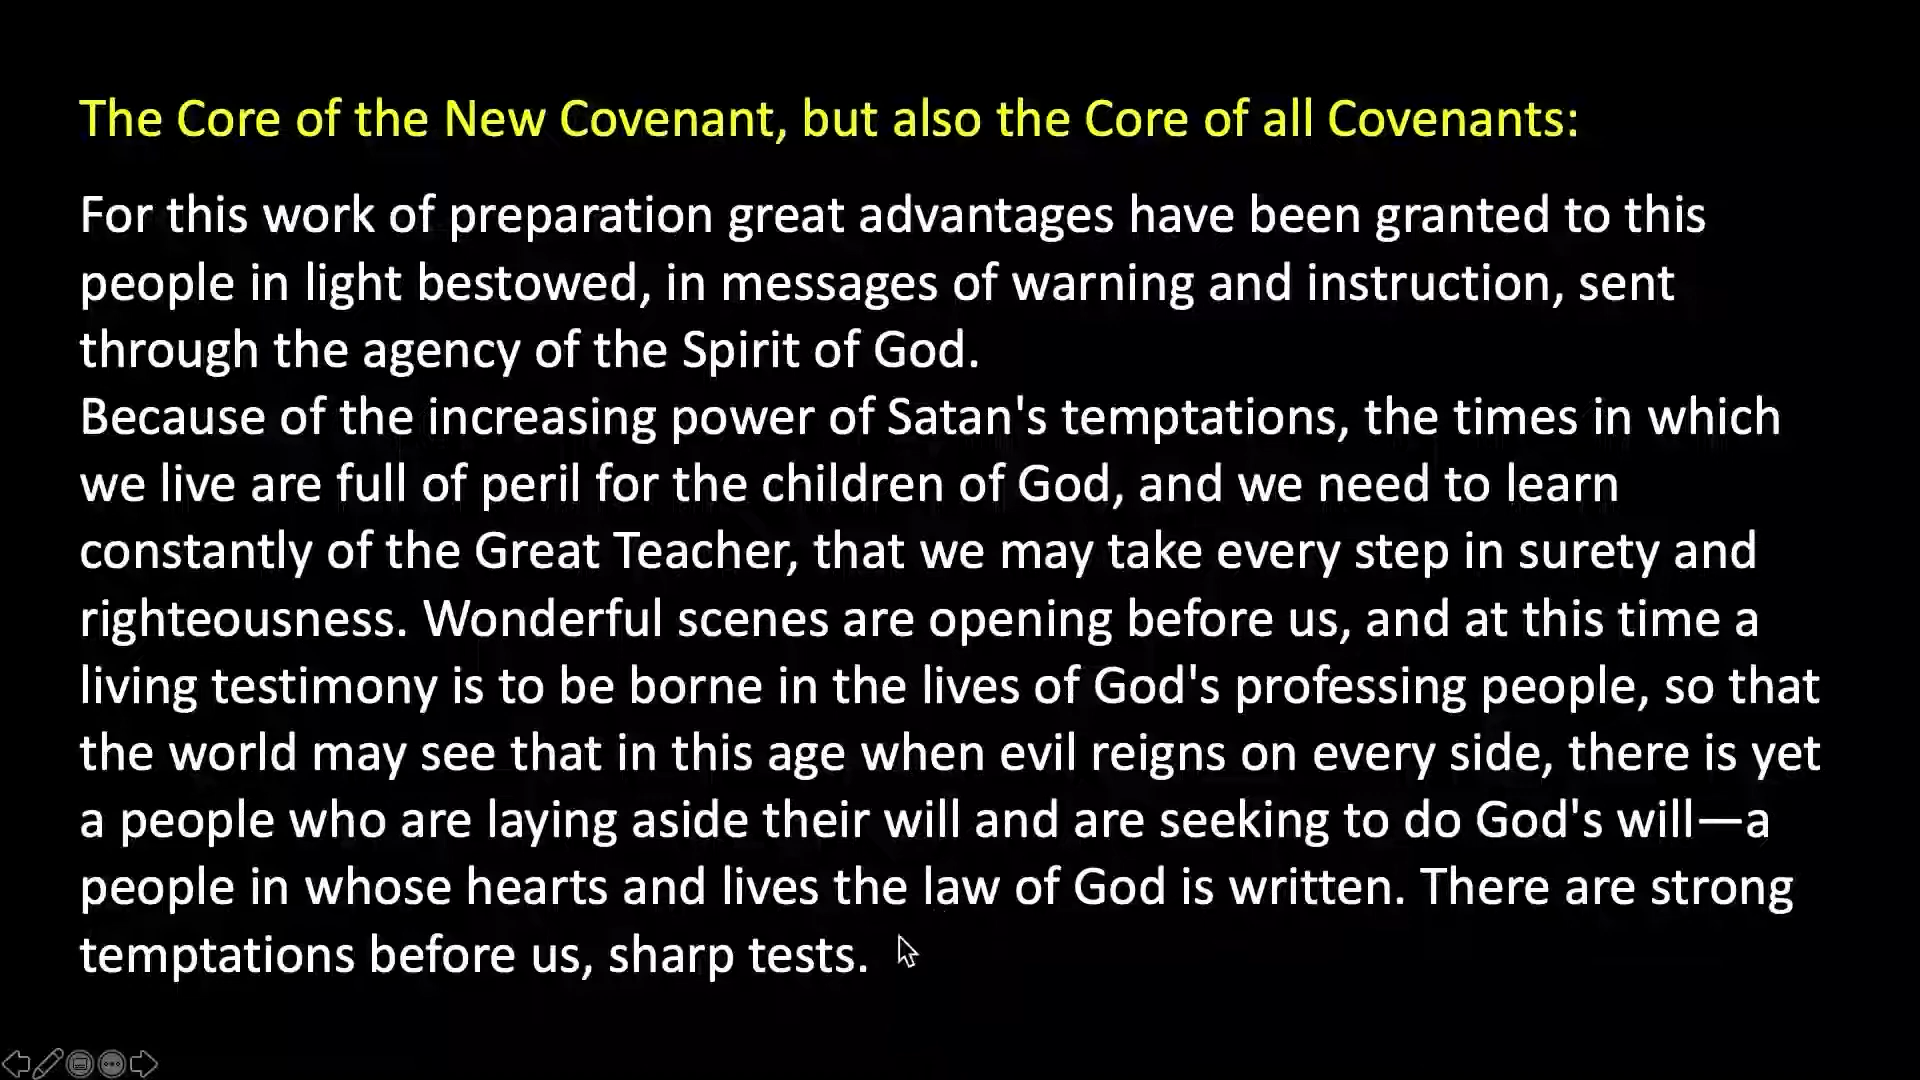 The Core of the New Covenant, but also the Core of all Covenants:
For this work of preparation great advantages have been granted to this
people in light bestowed, in messages of warning and instruction, sent
through the agency of the Spirit of God.
Because of the increasing power of Satan's temptations, the times in which
we live are full of peril for the children of God, and we need to learn
constantly of the Great Teacher, that we may take every step in surety and
righteousness. Wonderful scenes are opening before us, and at this time a
living testimony is to be borne in the lives of God's professing people, so that
the world may see that in this age when evil reigns on every side, there is yet
a people who are laying aside their will and are seeking to do God's will—a
people in whose hearts and lives the law of God is written. There are strong
temptations before us, sharp tests.